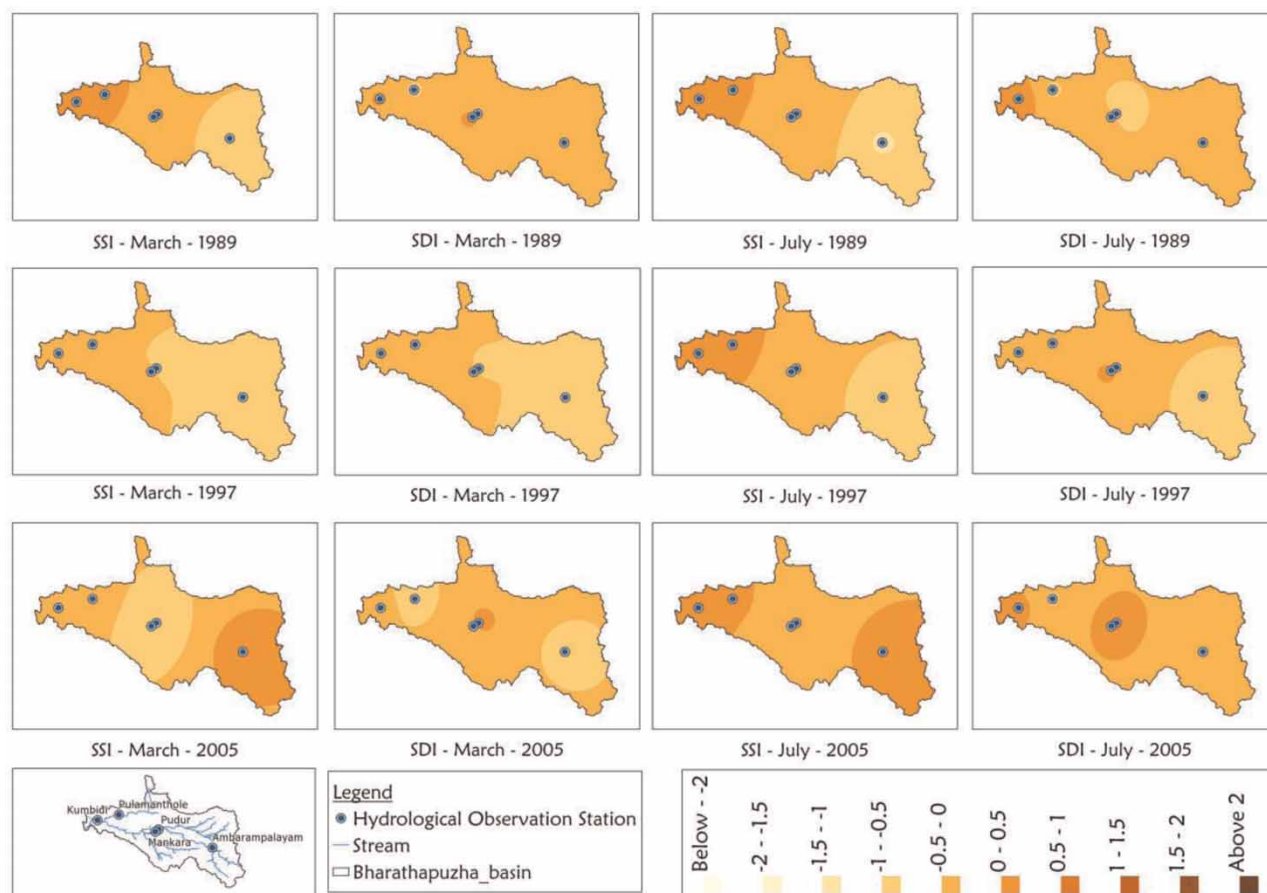 SSI - March - 1989
SDI - March - 1989
SSI - July - 1989
SDI - July - 1989
SSI - March - 1997
SDI - March - 1997
SSI - July - 1997
SDI - July - 1997
SSI - March - 2005
SDI - March - 2005
SSI - July - 2005
SDI - July - 2005
Kumbidi
Pulamanthole
Pudur
Mankara
Ambarampalayam
Legend
Hydrological Observation Station
Stream
Bharathapuzha_basin
Below - -2
-2 - -1.5
-1.5 - -1
-1 - -0.5
-0.5 - 0
0 - 0.5
0.5 - 1
1 - 1.5
1.5 - 2
Above 2